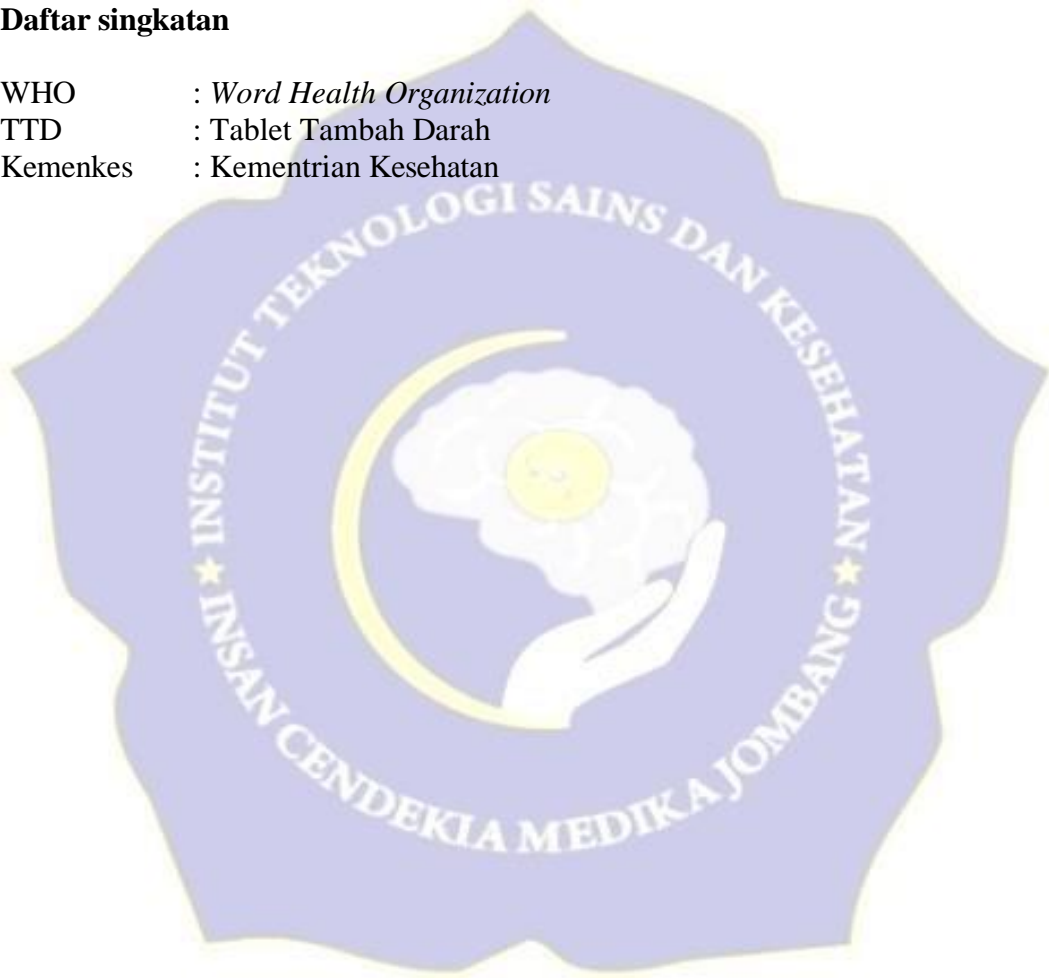 Daftar singkatan
WHO : Word Health Organization
TTD : Tablet Tambah Darah
Kemenkes : Kementrian Kesehatan
INSTITUT TEKNOLOGI SAINS DAN KESEHATAN
INSAN CENDEKIA MEDIKA JOMBANG